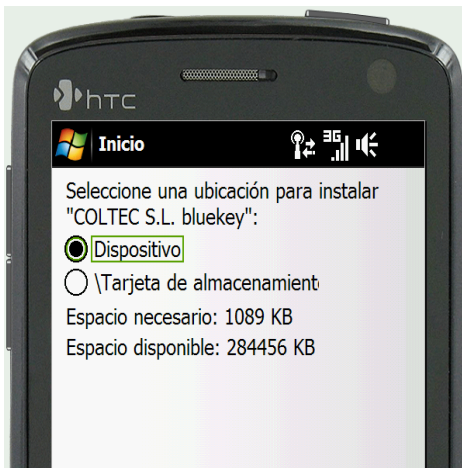 hTC
Inicio
3G
Seleccione una ubicación para instalar
"COLTEC S.L. bluekey":
Dispositivo
\Tarjeta de almacenamient
Espacio necesario: 1089 KB
Espacio disponible: 284456 KB